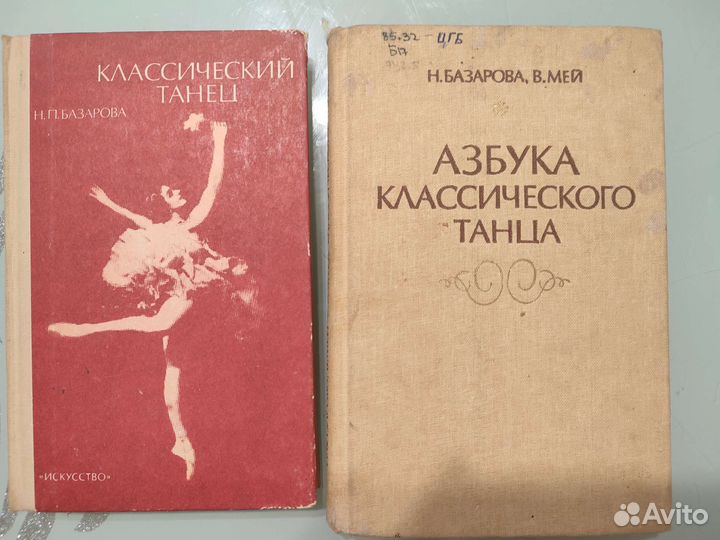 КЛАССИЧЕСКИЙ
ТАНЕЦ
Н.П.БАЗАРОВА
«ИСКУССТВО»
85.32 - ЦГБ
Б17
Н.БАЗАРОВА, В.МЕЙ
АЗБУКА
КЛАССИЧЕСКОГО
ТАНЦА
Avito